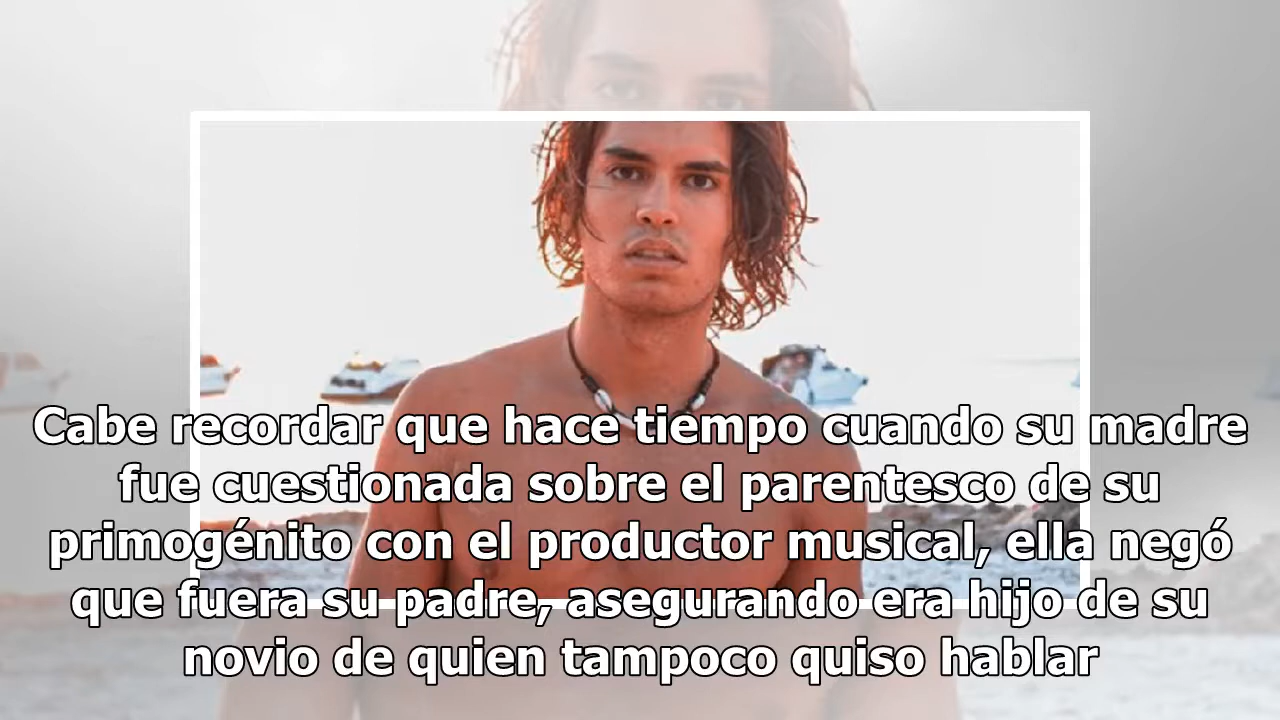 Cabe recordar que hace tiempo cuando su madre
fue cuestionada sobre el parentesco de su
primogénito con el productor musical, ella negó
que fuera su padre, asegurando era hijo de su
novio de quien tampoco quiso hablar